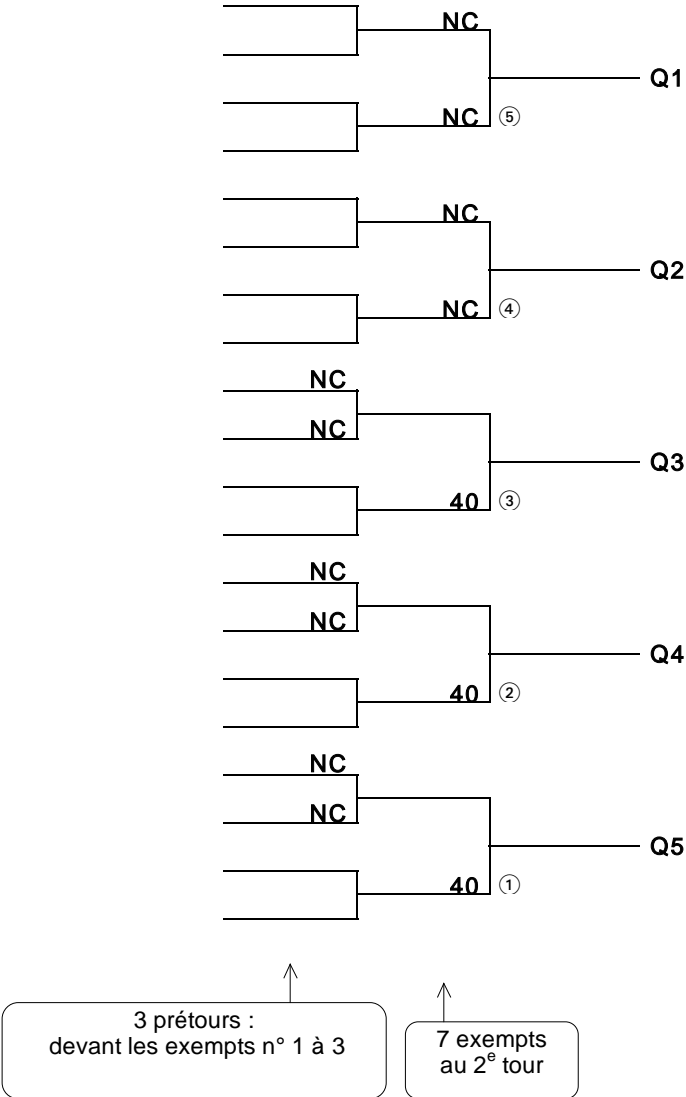 NC
Q1
NC ⑤
NC
Q2
NC ④
NC
NC
Q3
40 ③
NC
NC
Q4
40 ②
NC
NC
Q5
40 ①
3 prétours :
devant les exempts n° 1 à 3
7 exempts
au 2e tour